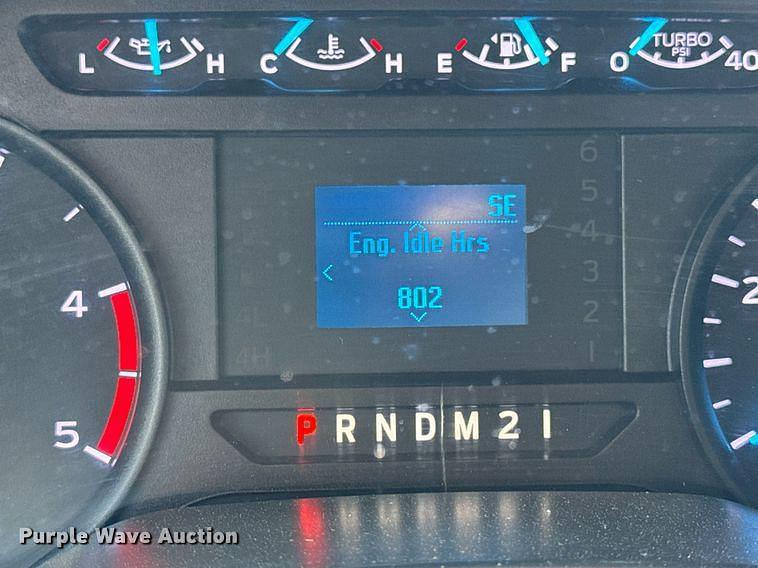 L H C H E F O TURBO PSI 40
SE
Eng. Idle Hrs
802
6
5
4
3
2
1
4H
4
5
2
P R N D M 2 1
Purple Wave Auction